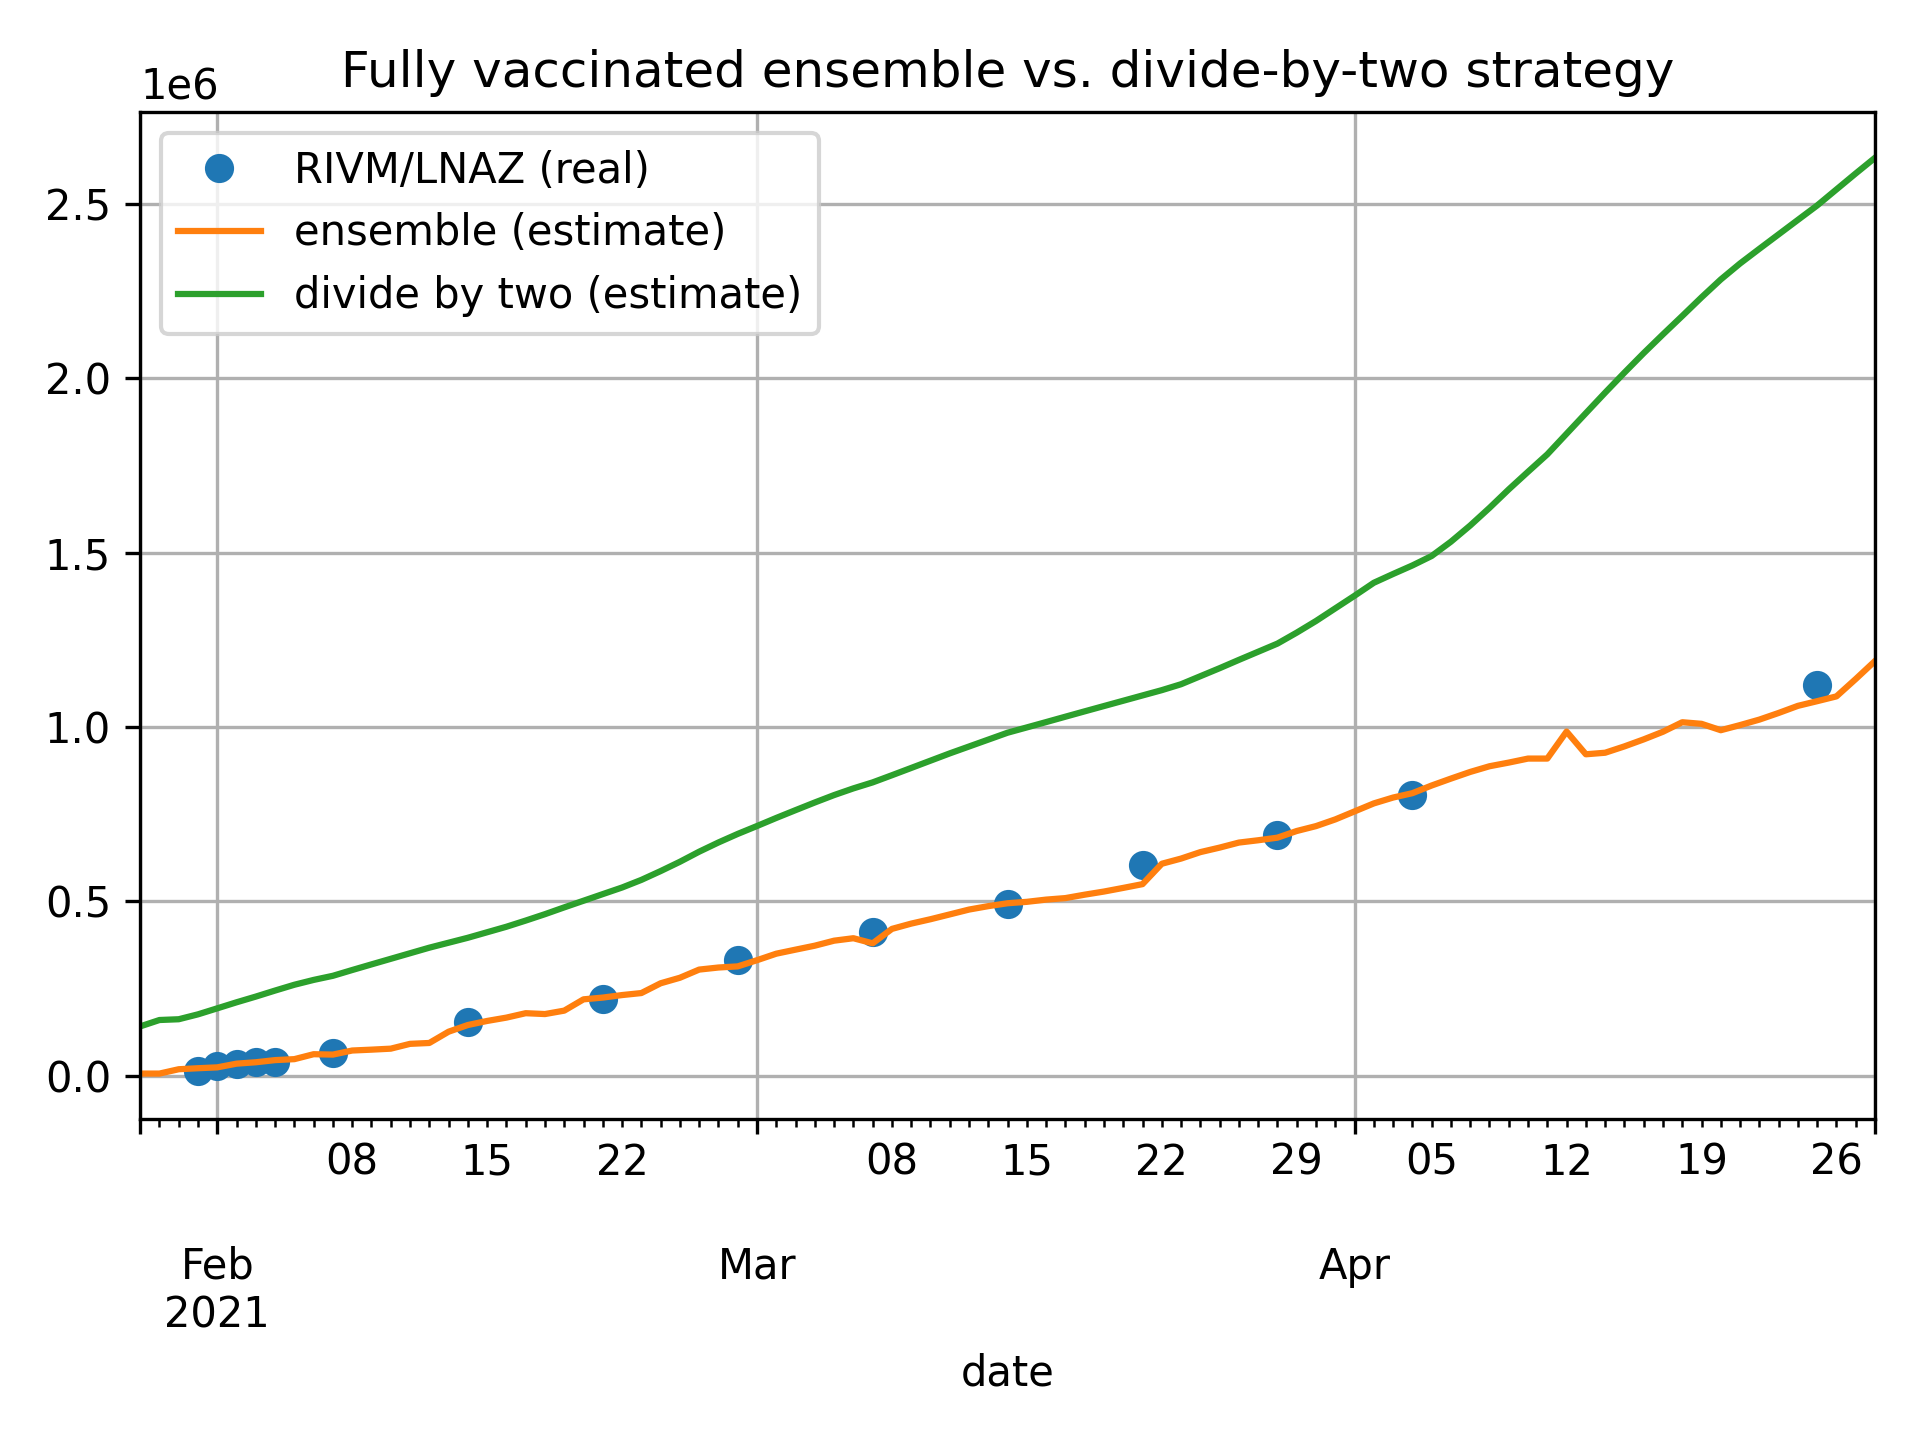 Fully vaccinated ensemble vs. divide-by-two strategy
1e6
RIVM/LNAZ (real)
ensemble (estimate)
divide by two (estimate)
2.5
2.0
1.5
1.0
0.5
0.0
08 15 22 08 15 22 29 05 12 19 26
Feb Mar Apr
2021
date